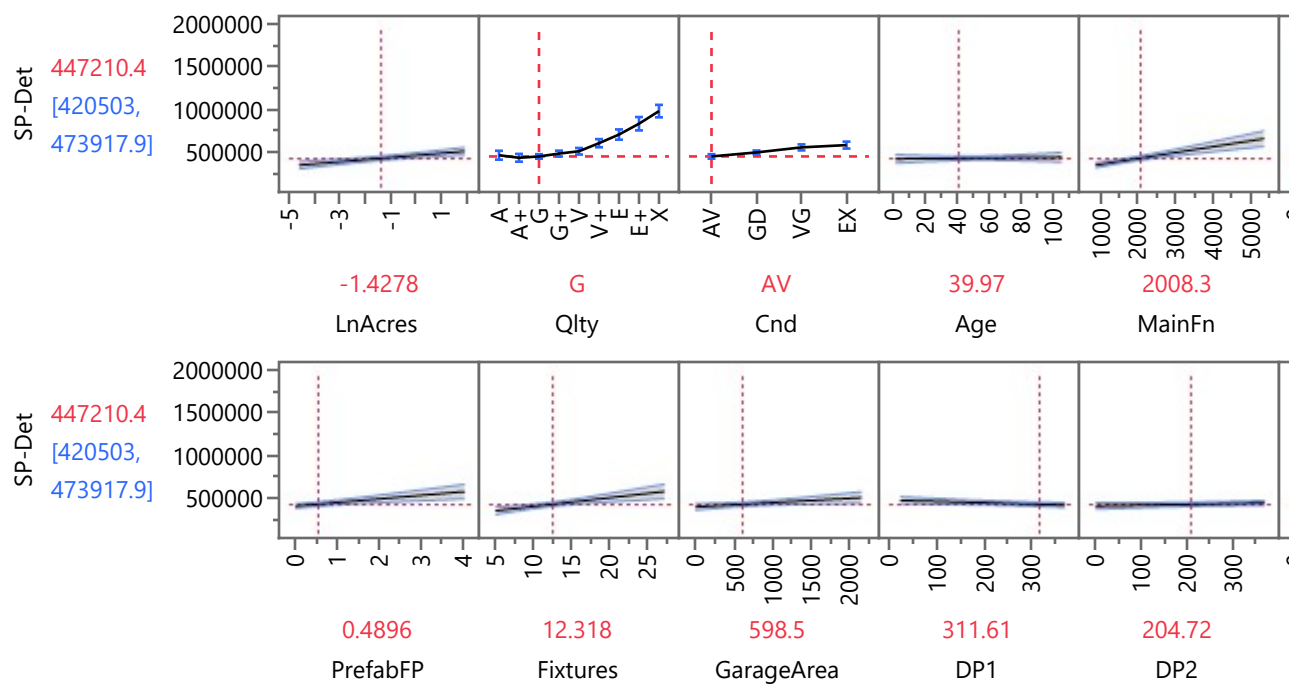 SP-Det
447210.4
[420503,
473917.9]
2000000
1500000
1000000
500000
-5 -3 -1 1
A A+ G G+ V V+ E E+ X
AV GD VG EX
0 20 40 60 80 100
1000 2000 3000 4000 5000
-1.4278 G AV 39.97 2008.3
LnAcres Qlty Cnd Age MainFn
SP-Det
447210.4
[420503,
473917.9]
2000000
1500000
1000000
500000
0 1 2 3 4
5 10 15 20 25
0 500 1000 1500 2000
0 100 200 300
0 100 200 300
0.4896 12.318 598.5 311.61 204.72
PrefabFP Fixtures GarageArea DP1 DP2